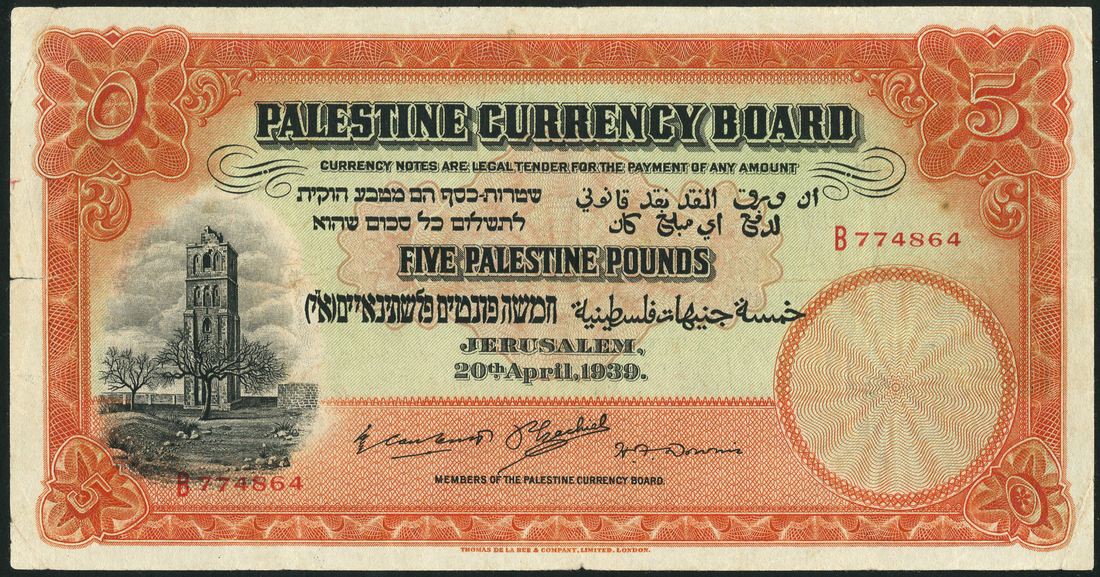 ٥
5
PALESTINE CURRENCY BOARD
CURRENCY NOTES ARE LEGAL TENDER FOR THE PAYMENT OF ANY AMOUNT
שטרות-כסף הם מטבע חוקית
לתשלום כל סכום שהוא
ان ورق النقد نقد قانوني
لدفع أي مبلغ كان
B 774864
FIVE PALESTINE POUNDS
חמשה פונטים פלשתינאיים (א״י)
خمسة جنيهات فلسطينية
JERUSALEM,
20th April, 1939.
B 774864
MEMBERS OF THE PALESTINE CURRENCY BOARD.
5
٥
THOMAS DE LA RUE & COMPANY, LIMITED, LONDON.